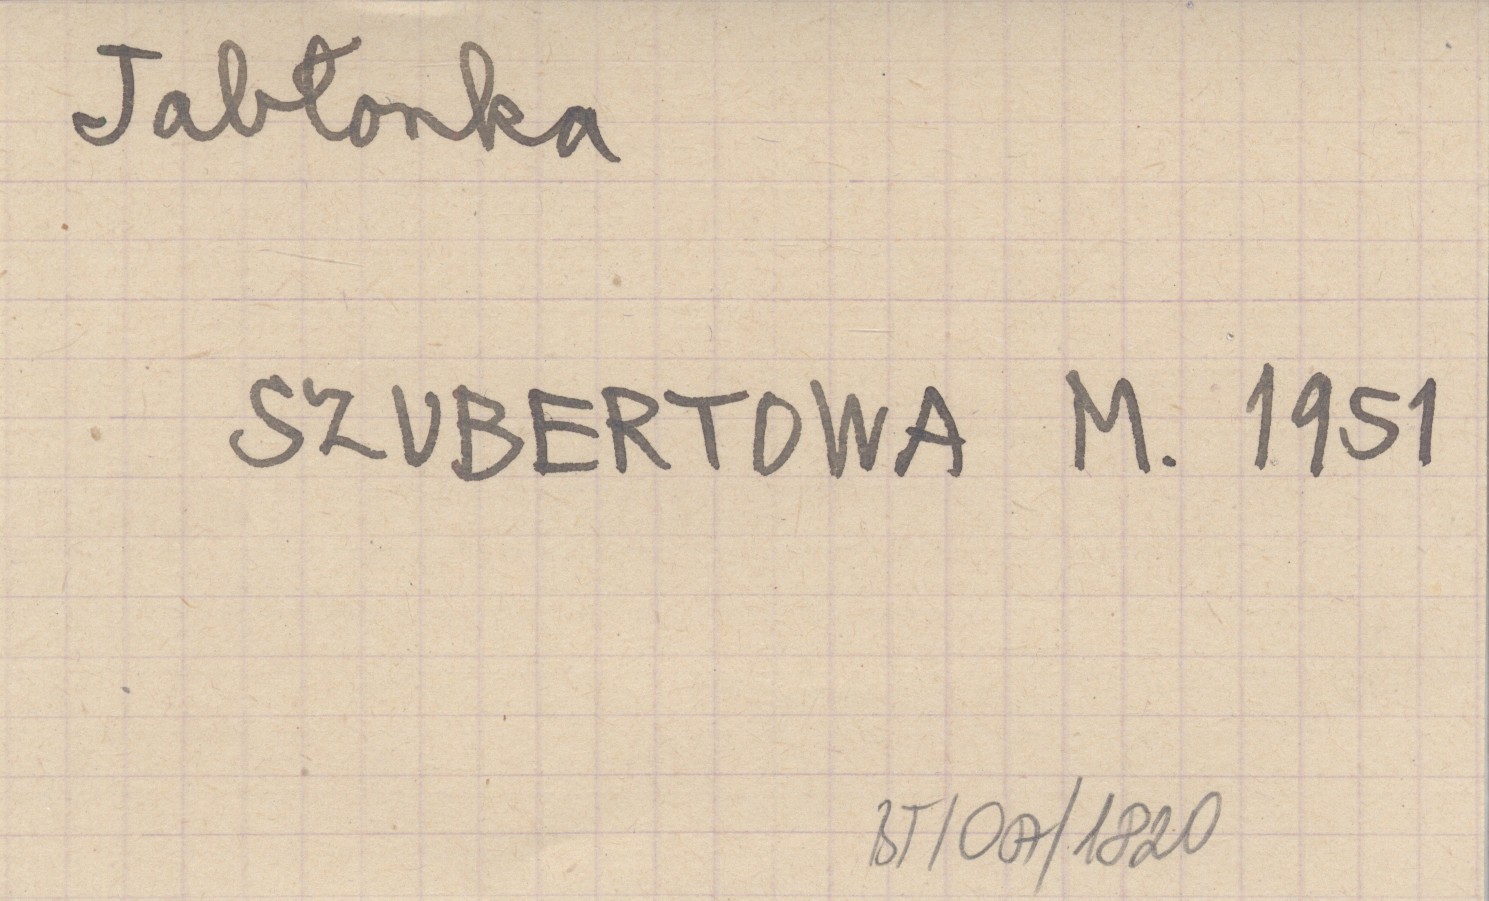 Jabłonka
SZUBERTOWA M. 1951
BT/OA/1820